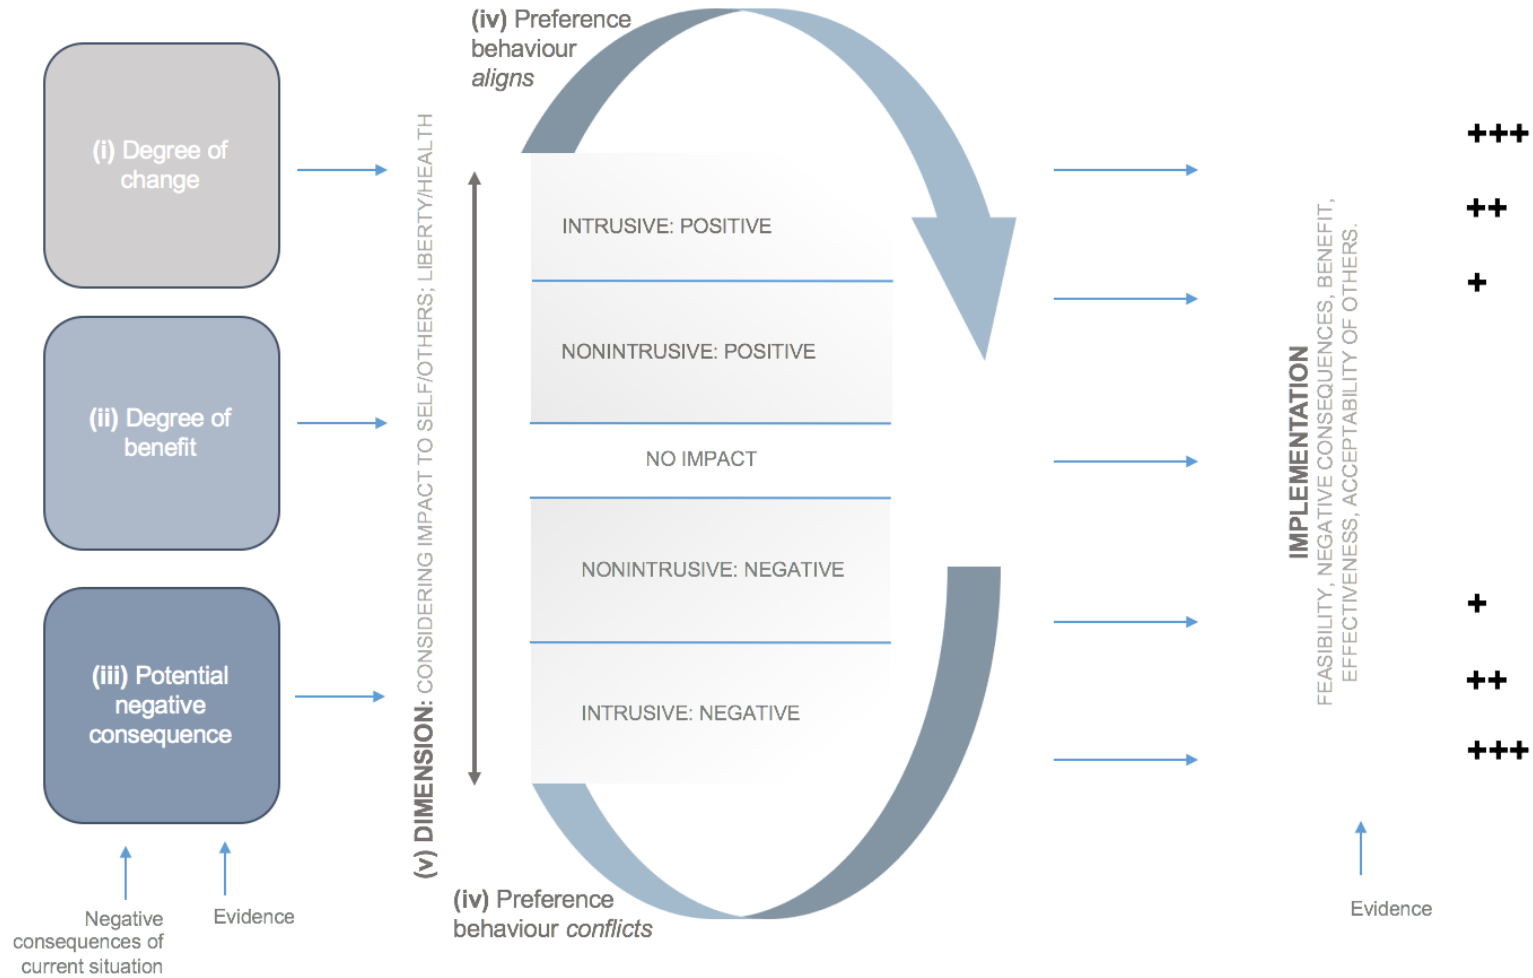 (i) Degree of
change
(ii) Degree of
benefit
(iii) Potential
negative
consequence
Negative
consequences of
current situation
Evidence
(v) DIMENSION: CONSIDERING IMPACT TO SELF/OTHERS; LIBERTY/HEALTH
(iv) Preference
behaviour
aligns
INTRUSIVE: POSITIVE
NONINTRUSIVE: POSITIVE
NO IMPACT
NONINTRUSIVE: NEGATIVE
INTRUSIVE: NEGATIVE
(iv) Preference
behaviour conflicts
IMPLEMENTATION
FEASIBILITY, NEGATIVE CONSEQUENCES, BENEFIT,
EFFECTIVENESS, ACCEPTABILITY OF OTHERS.
Evidence
+++
++
+
+
++
+++